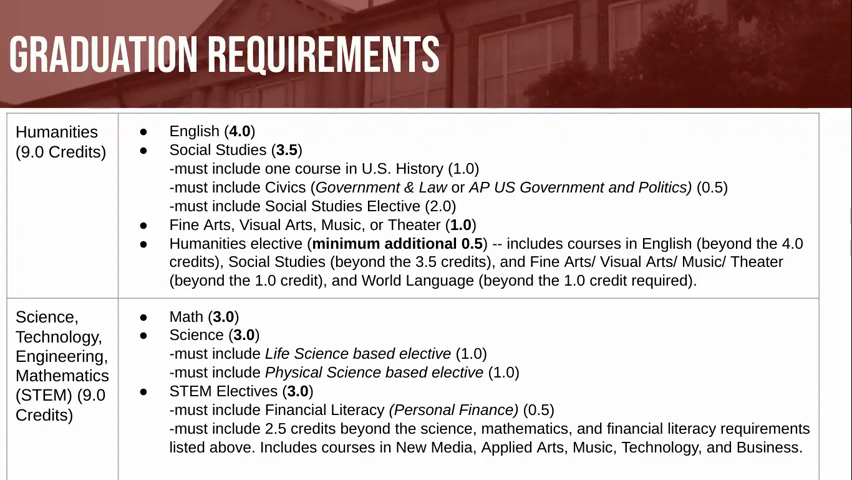 GRADUATION REQUIREMENTS
Humanities
(9.0 Credits)
● English (4.0)
● Social Studies (3.5)
-must include one course in U.S. History (1.0)
-must include Civics (Government & Law or AP US Government and Politics) (0.5)
-must include Social Studies Elective (2.0)
● Fine Arts, Visual Arts, Music, or Theater (1.0)
● Humanities elective (minimum additional 0.5) -- includes courses in English (beyond the 4.0
credits), Social Studies (beyond the 3.5 credits), and Fine Arts/ Visual Arts/ Music/ Theater
(beyond the 1.0 credit), and World Language (beyond the 1.0 credit required).
Science,
Technology,
Engineering,
Mathematics
(STEM) (9.0
Credits)
● Math (3.0)
● Science (3.0)
-must include Life Science based elective (1.0)
-must include Physical Science based elective (1.0)
● STEM Electives (3.0)
-must include Financial Literacy (Personal Finance) (0.5)
-must include 2.5 credits beyond the science, mathematics, and financial literacy requirements
listed above. Includes courses in New Media, Applied Arts, Music, Technology, and Business.